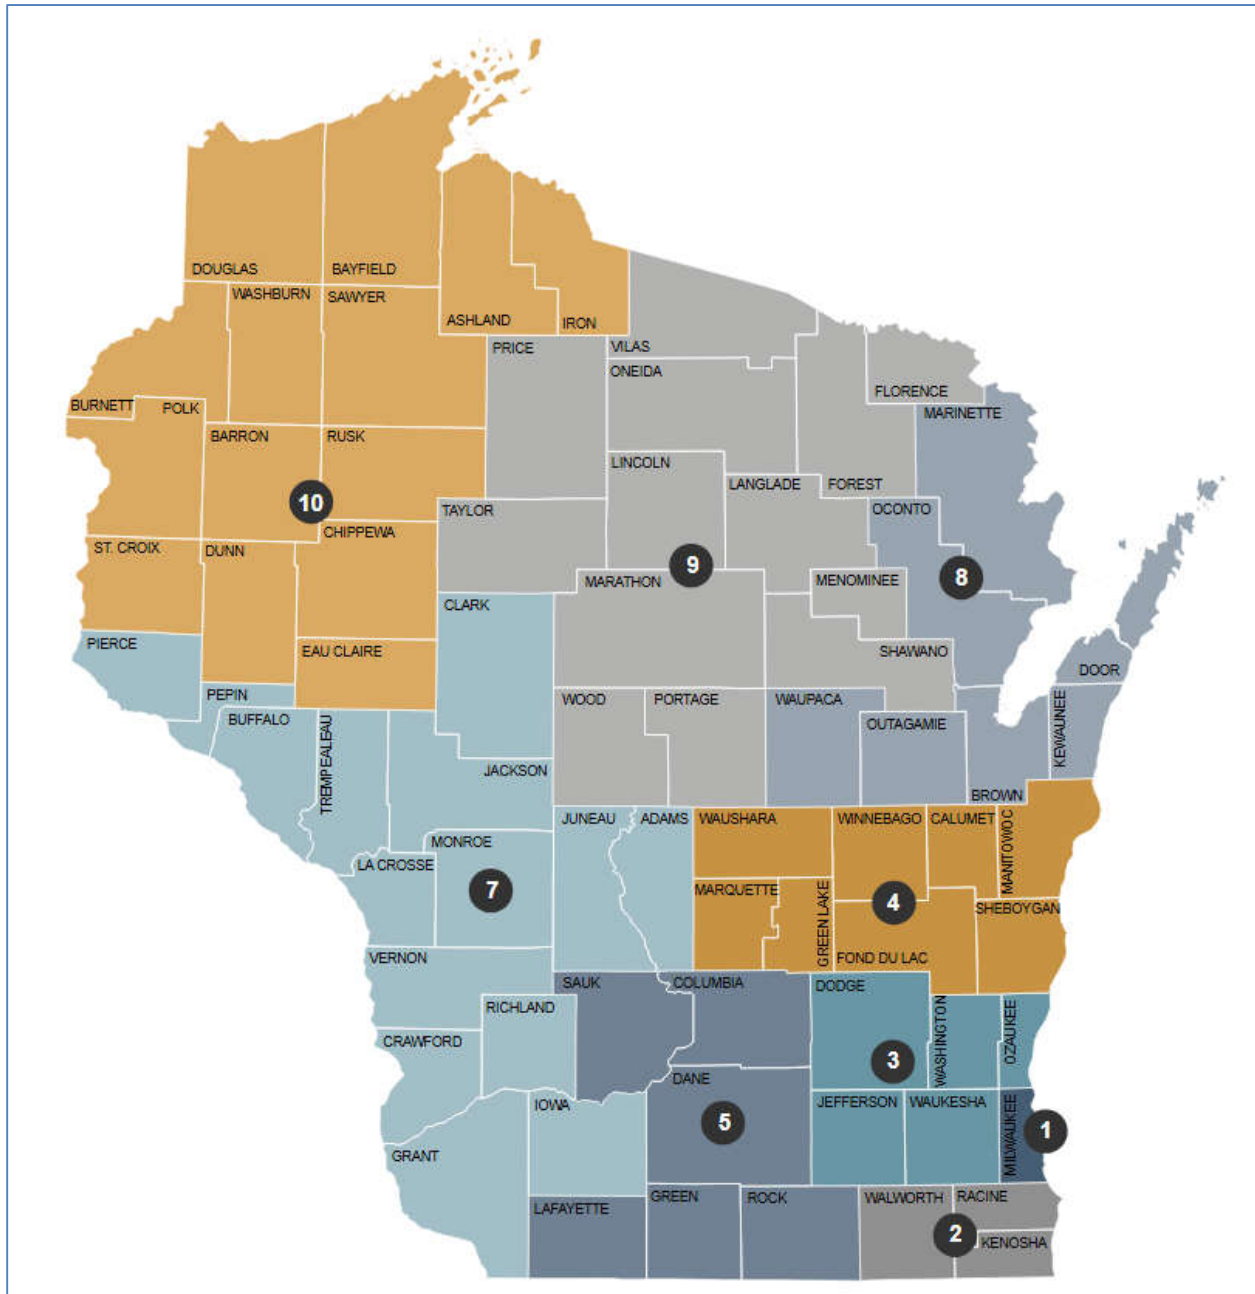 DOUGLAS
BAYFIELD
WASHBURN
SAWYER
ASHLAND
IRON
PRICE
VILAS
ONEIDA
FLORENCE
BURNETT
POLK
MARINETTE
BARRON
RUSK
LINCOLN
LANGLADE
FOREST
10
TAYLOR
OCONTO
CHIPPEWA
ST. CROIX
DUNN
9
MARATHON
MENOMINEE
8
CLARK
PIERCE
EAU CLAIRE
SHAWANO
DOOR
PEPIN
WOOD
PORTAGE
WAUPACA
BUFFALO
OUTAGAMIE
KEWAUNEE
TREMPEALEAU
JACKSON
BROWN
JUNEAU
ADAMS
WAUSHARA
WINNEBAGO
CALUMET
MANITOWOC
MONROE
LA CROSSE
7
MARQUETTE
4
SHEBOYGAN
GREEN LAKE
VERNON
FOND DU LAC
SAUK
COLUMBIA
DODGE
RICHLAND
WASHINGTON
OZAUKEE
CRAWFORD
3
DANE
IOWA
JEFFERSON
WAUKESHA
MILWAUKEE
5
1
GRANT
LAFAYETTE
GREEN
ROCK
WALWORTH
RACINE
2
KENOSHA